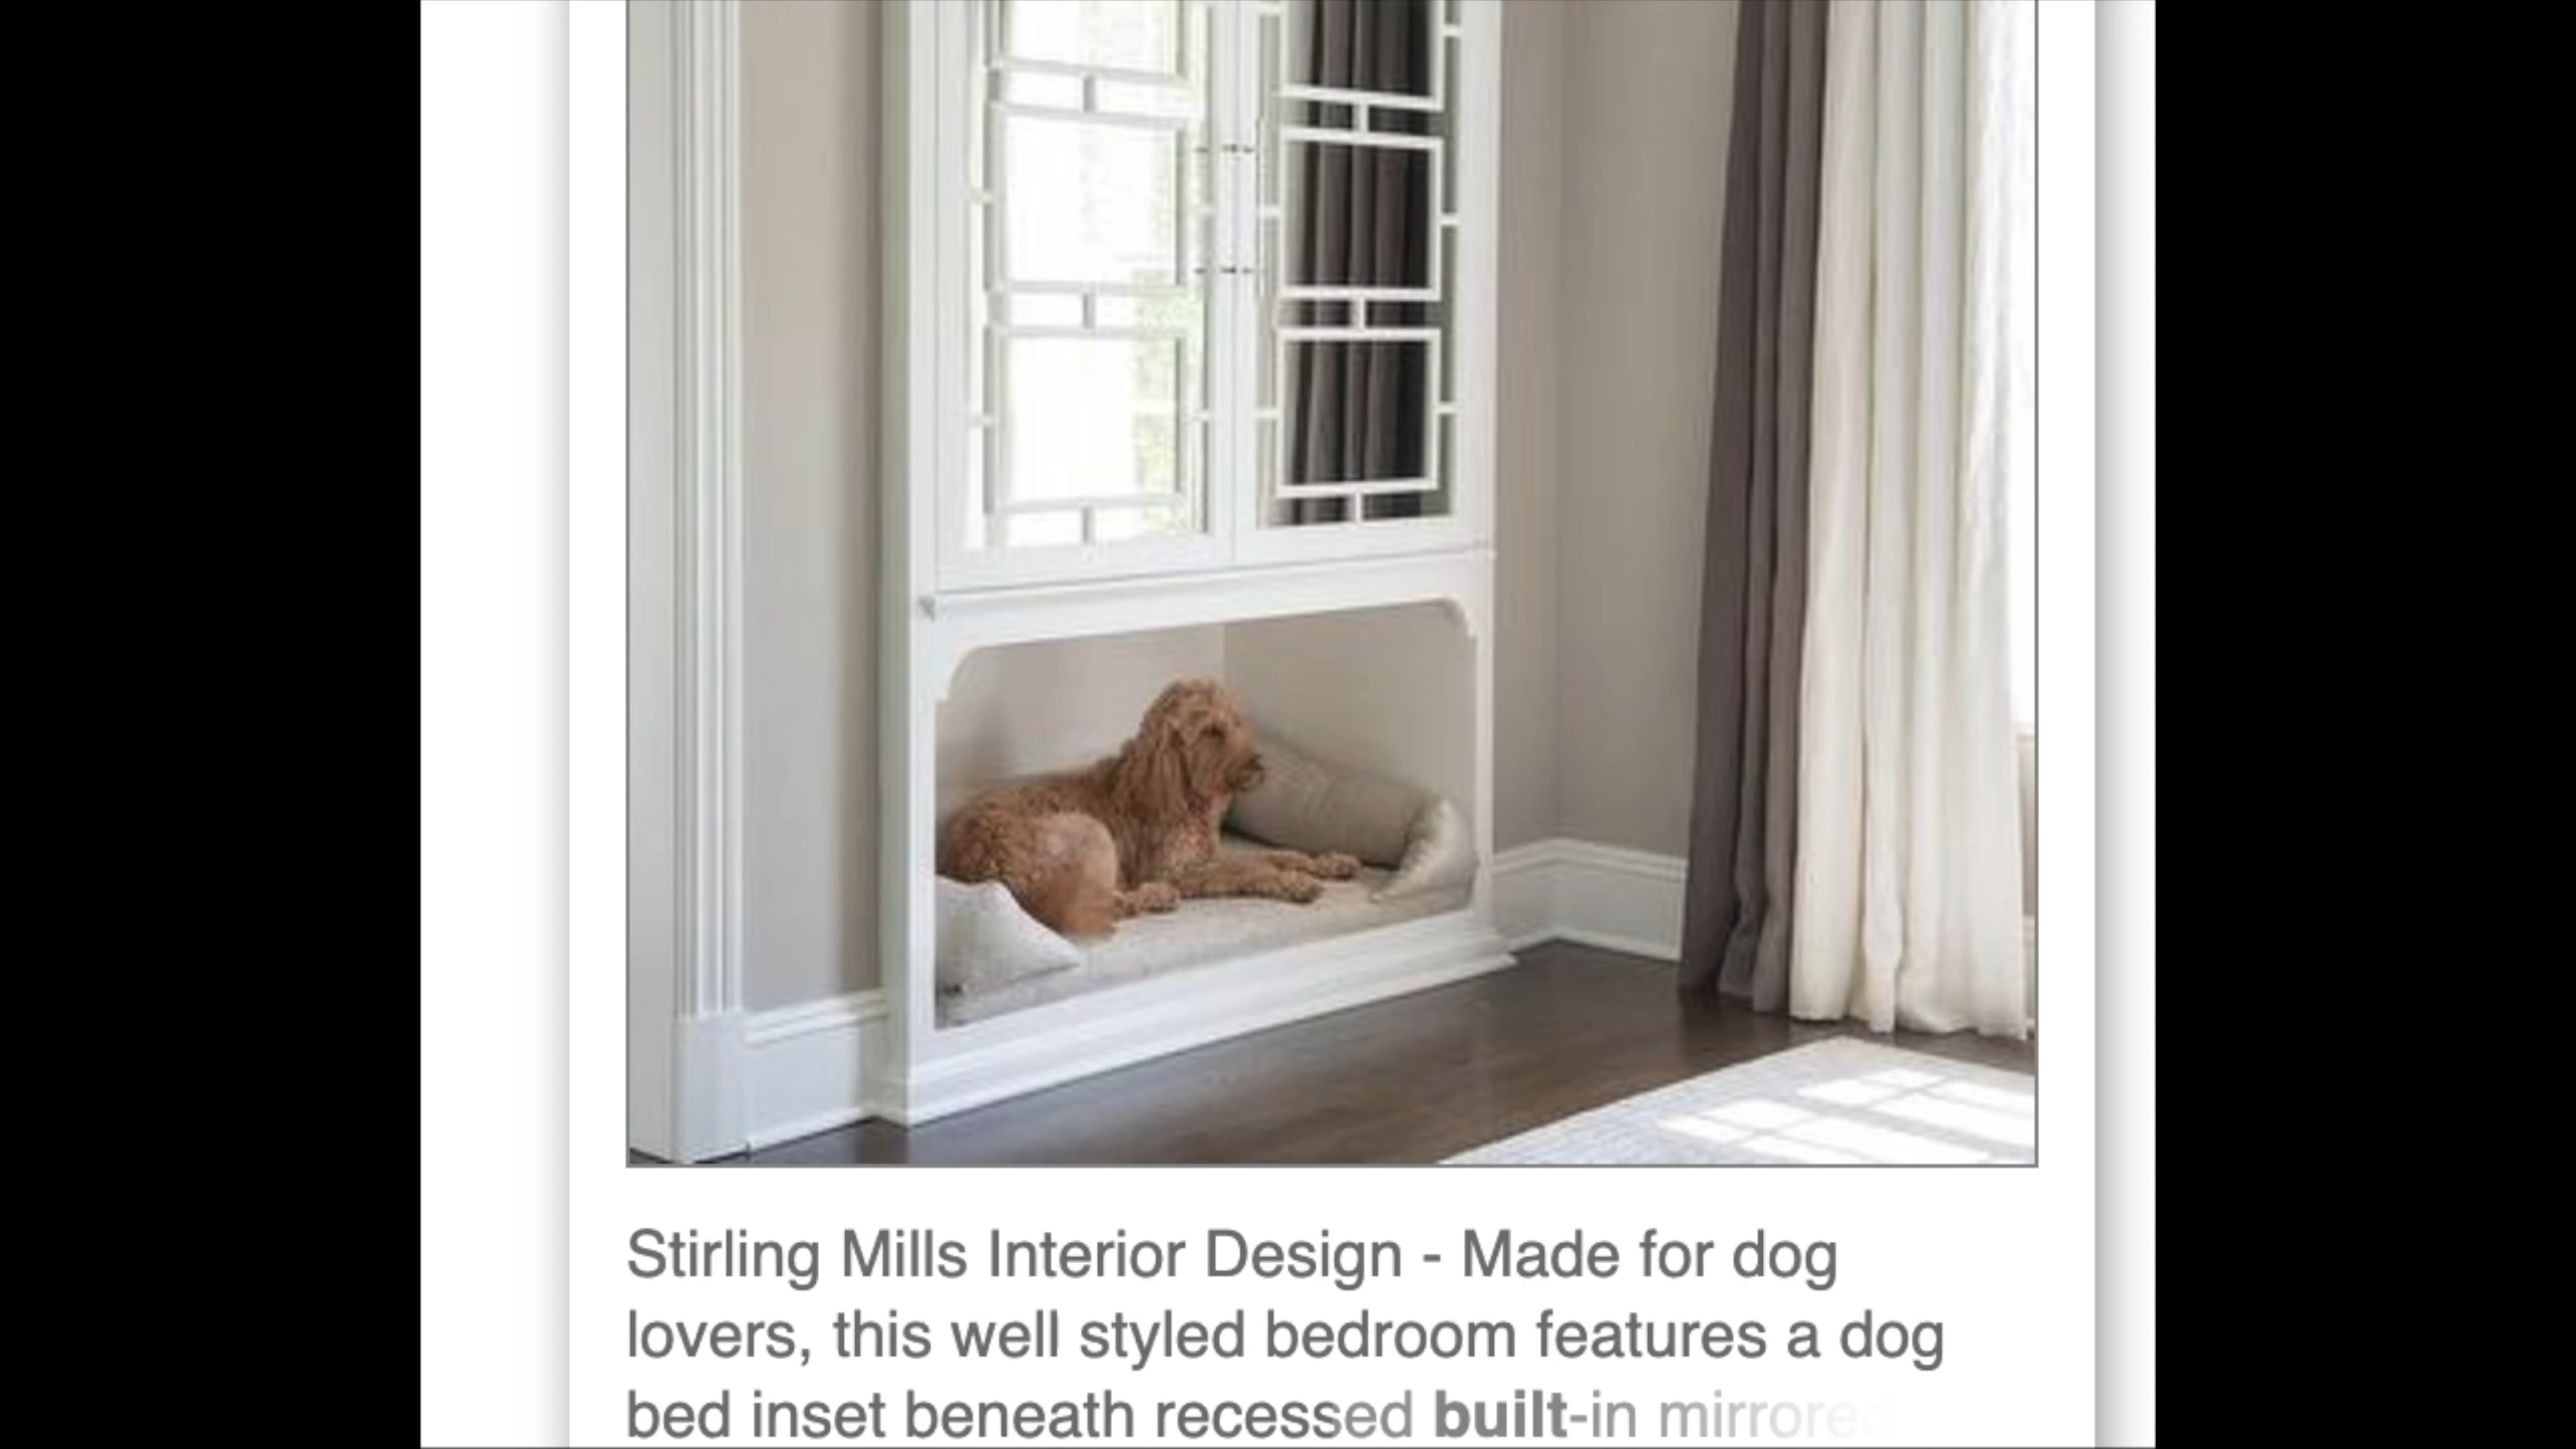 Stirling Mills Interior Design - Made for dog
lovers, this well styled bedroom features a dog
bed inset beneath recessed built-in mirrored